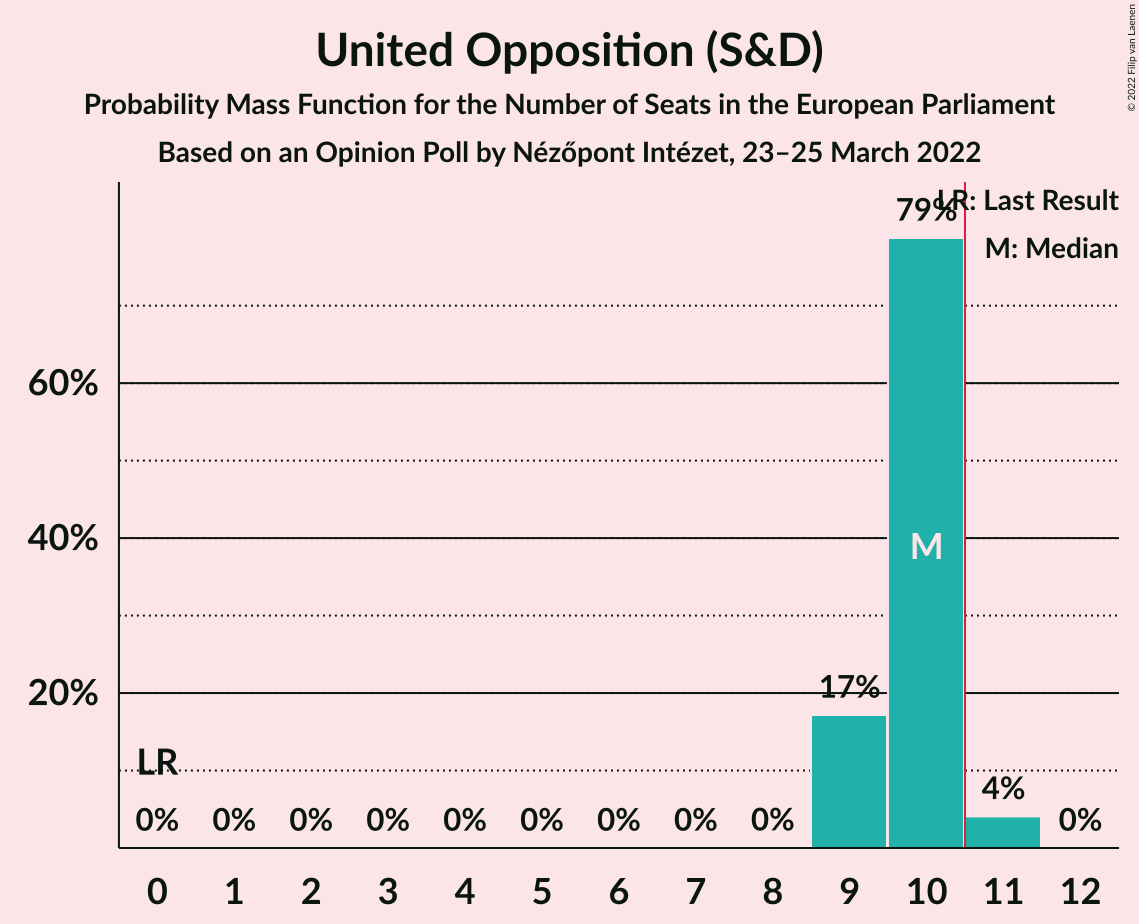 United Opposition (S&D)
Probability Mass Function for the Number of Seats in the European Parliament
Based on an Opinion Poll by Nézőpont Intézet, 23–25 March 2022
© 2022 Filip van Laenen
LR: Last Result
M: Median
60%
40%
20%
79%
M
17%
LR
4%
0% 0% 0% 0% 0% 0% 0% 0% 0% 0%
0 1 2 3 4 5 6 7 8 9 10 11 12